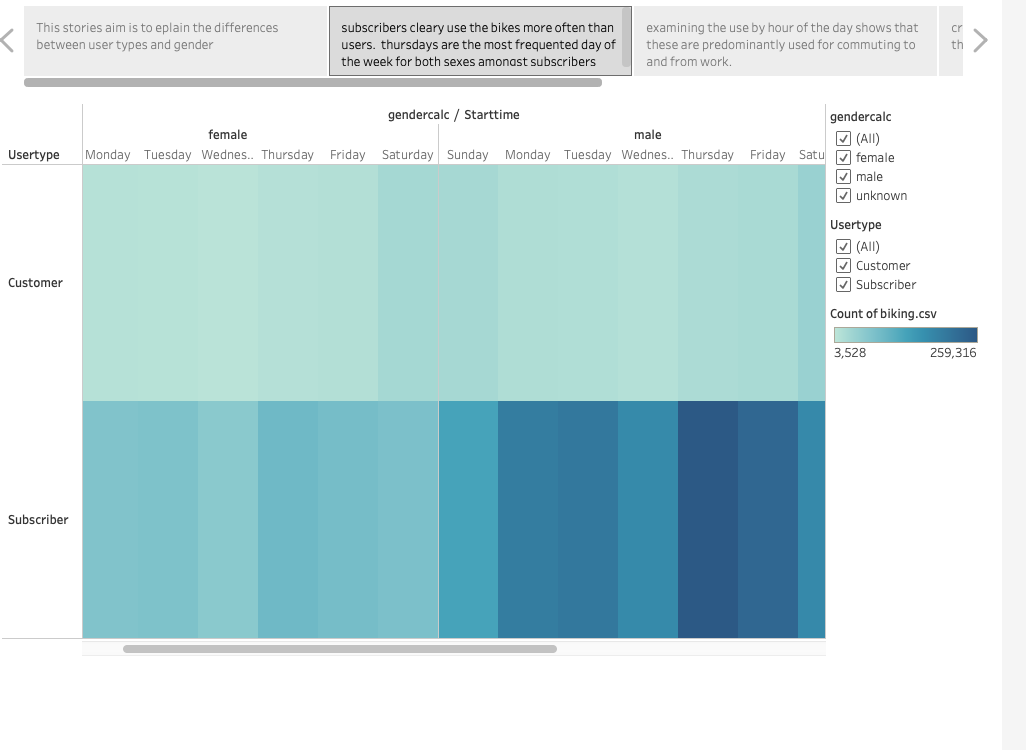 This stories aim is to eplain the differences
between user types and gender
subscribers cleary use the bikes more often than
users.  thursdays are the most frequented day of
the week for both sexes amongst subscribers
examining the use by hour of the day shows that
these are predominantly used for commuting to
and from work.
cr
th
gendercalc / Starttime
female male
Usertype Monday Tuesday Wednes.. Thursday Friday Saturday Sunday Monday Tuesday Wednes.. Thursday Friday Satu
Customer
Subscriber
gendercalc
(All)
female
male
unknown
Usertype
(All)
Customer
Subscriber
Count of biking.csv
3,528 259,316